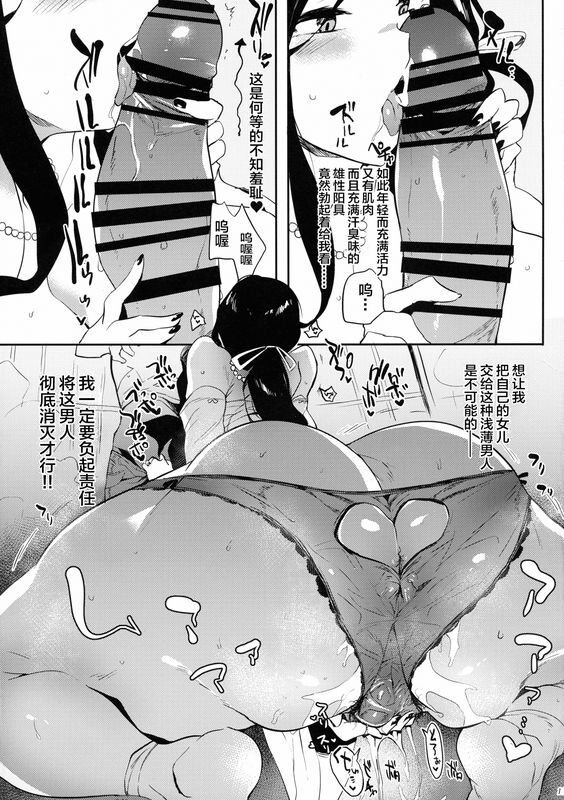 如此年轻而充满活力
又有肌肉
而且充满汗臭味的
雄性阳具
竟然勃起着给我看……
呜…
这是何等的不知羞耻♥
呜喔
呜喔喔
想让我
把自己的女儿
交给这种浅薄男人
是不可能的——
我一定要负起责任
将这男人
彻底消灭才行!!